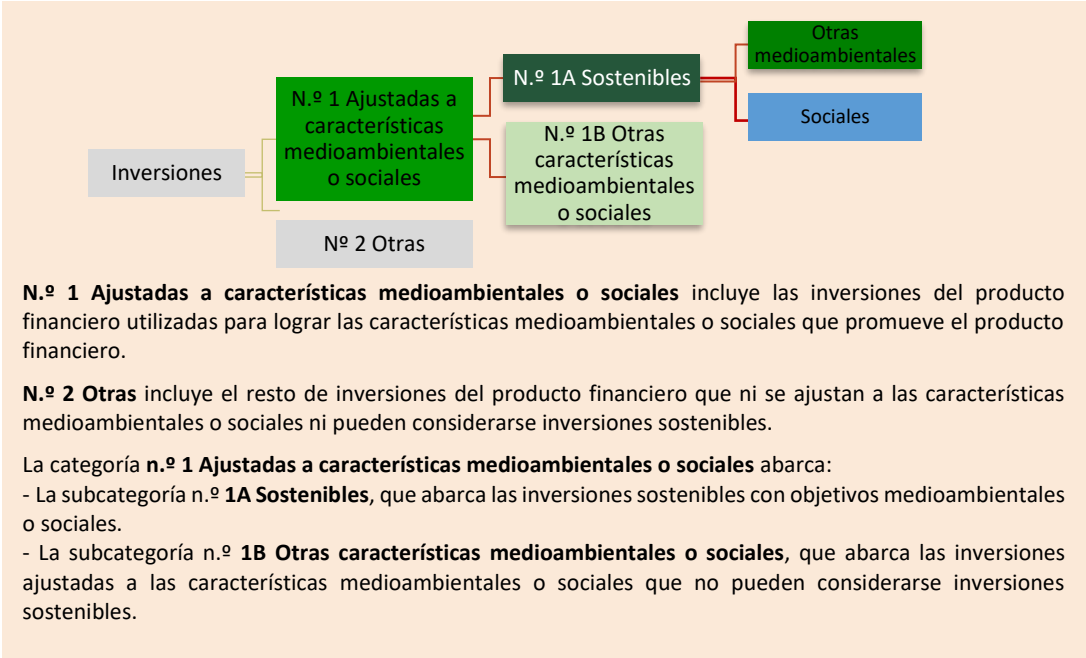 Otras
medioambientales
N.º 1A Sostenibles
N.º 1 Ajustadas a
características
medioambientales
o sociales
Sociales
N.º 1B Otras
características
medioambientales
o sociales
Inversiones
Nº 2 Otras
N.º 1 Ajustadas a características medioambientales o sociales incluye las inversiones del producto
financiero utilizadas para lograr las características medioambientales o sociales que promueve el producto
financiero.
N.º 2 Otras incluye el resto de inversiones del producto financiero que ni se ajustan a las características
medioambientales o sociales ni pueden considerarse inversiones sostenibles.
La categoría n.º 1 Ajustadas a características medioambientales o sociales abarca:
- La subcategoría n.º 1A Sostenibles, que abarca las inversiones sostenibles con objetivos medioambientales
o sociales.
- La subcategoría n.º 1B Otras características medioambientales o sociales, que abarca las inversiones
ajustadas a las características medioambientales o sociales que no pueden considerarse inversiones
sostenibles.